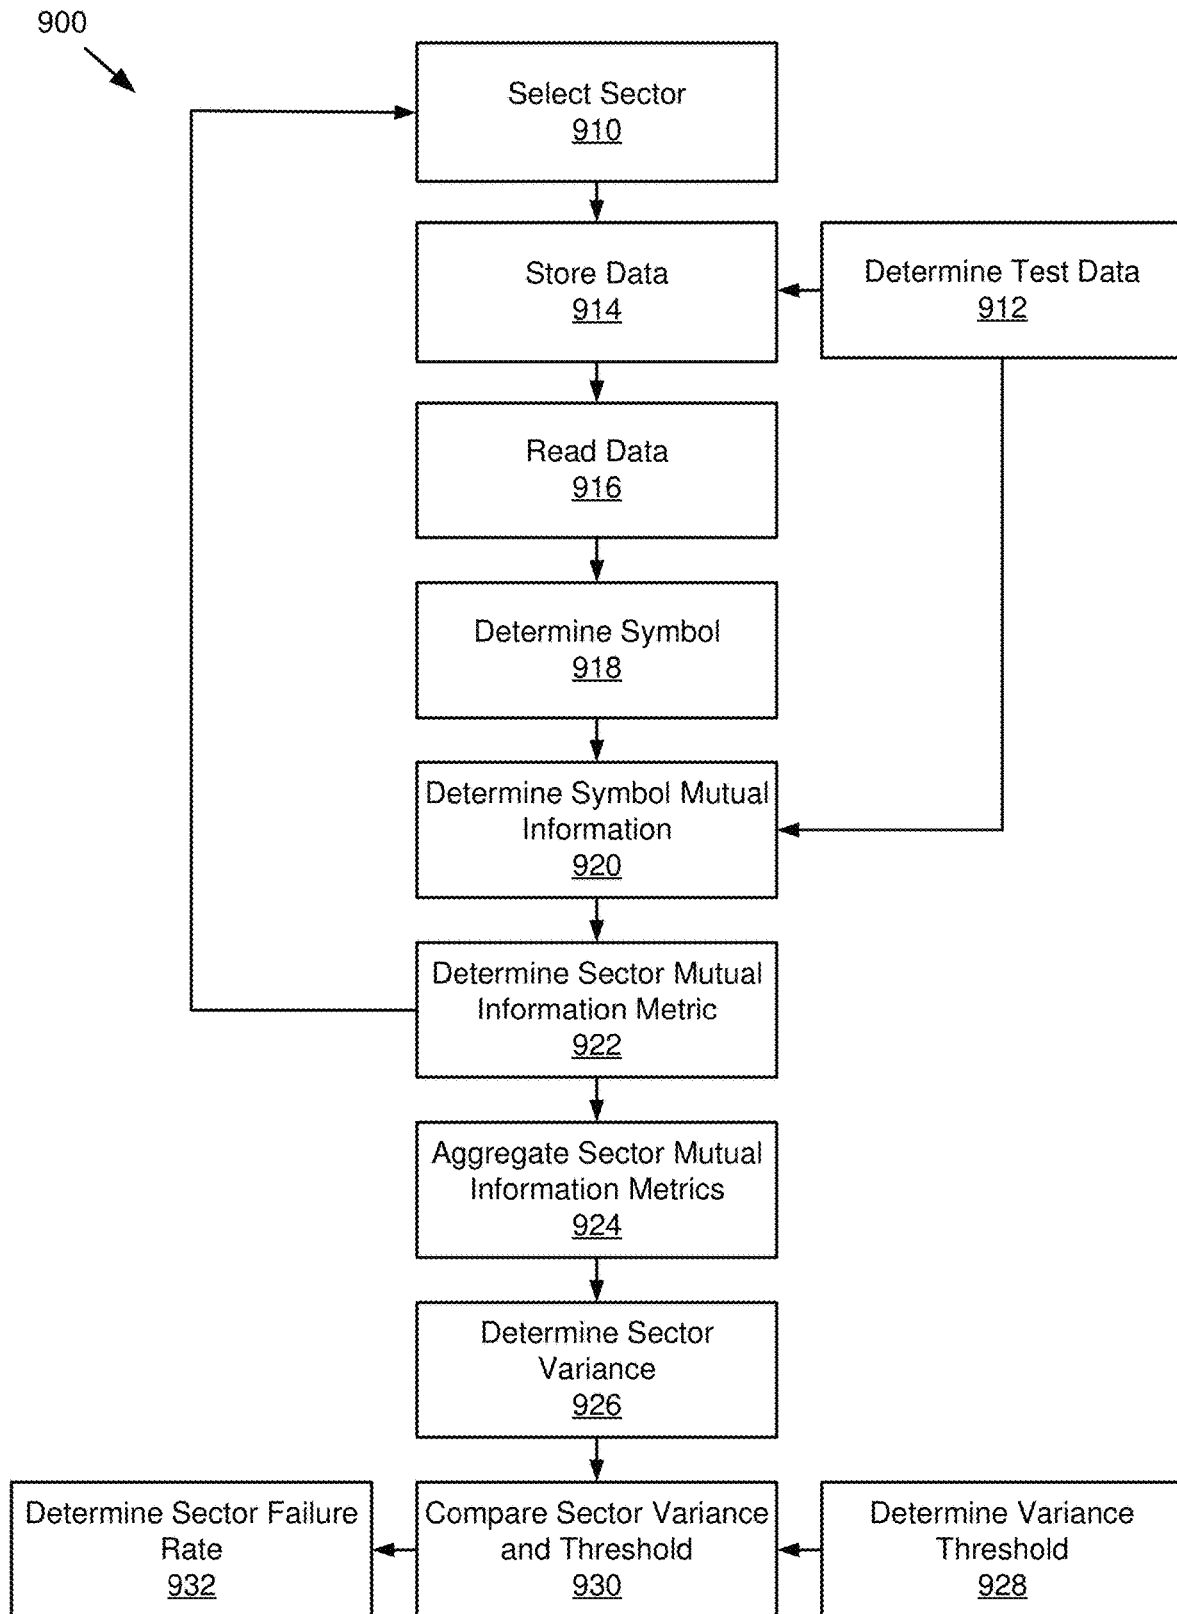 900
Select Sector
910
Store Data
914
Determine Test Data
912
Read Data
916
Determine Symbol
918
Determine Symbol Mutual
Information
920
Determine Sector Mutual
Information Metric
922
Aggregate Sector Mutual
Information Metrics
924
Determine Sector
Variance
926
Determine Sector Failure
Rate
932
Compare Sector Variance
and Threshold
930
Determine Variance
Threshold
928